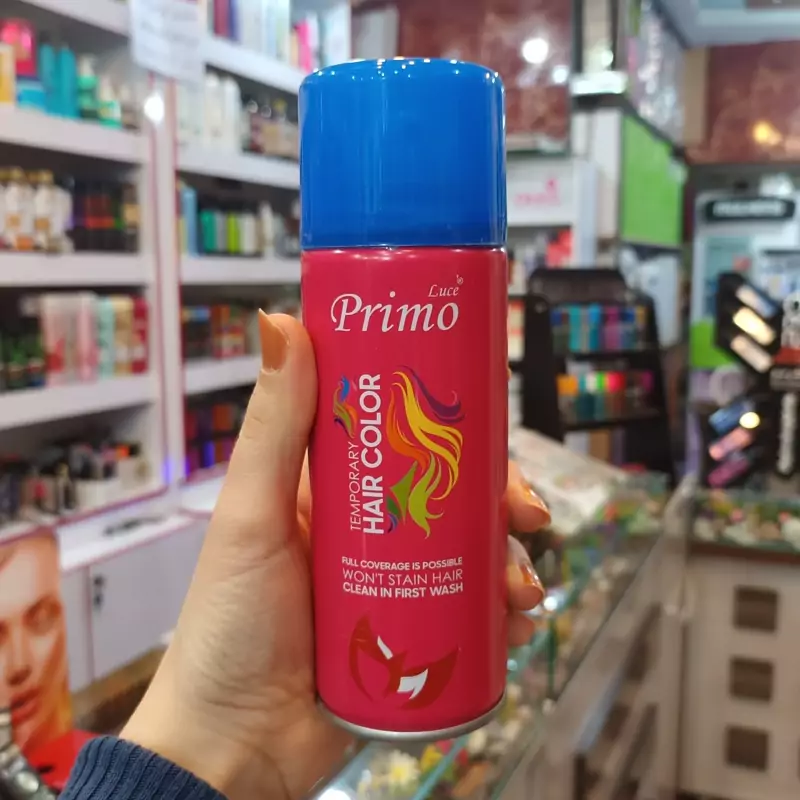 Luce
Primo
TEMPORARY
HAIR COLOR
FULL COVERAGE IS POSSIBLE
WON'T STAIN HAIR
CLEAN IN FIRST WASH